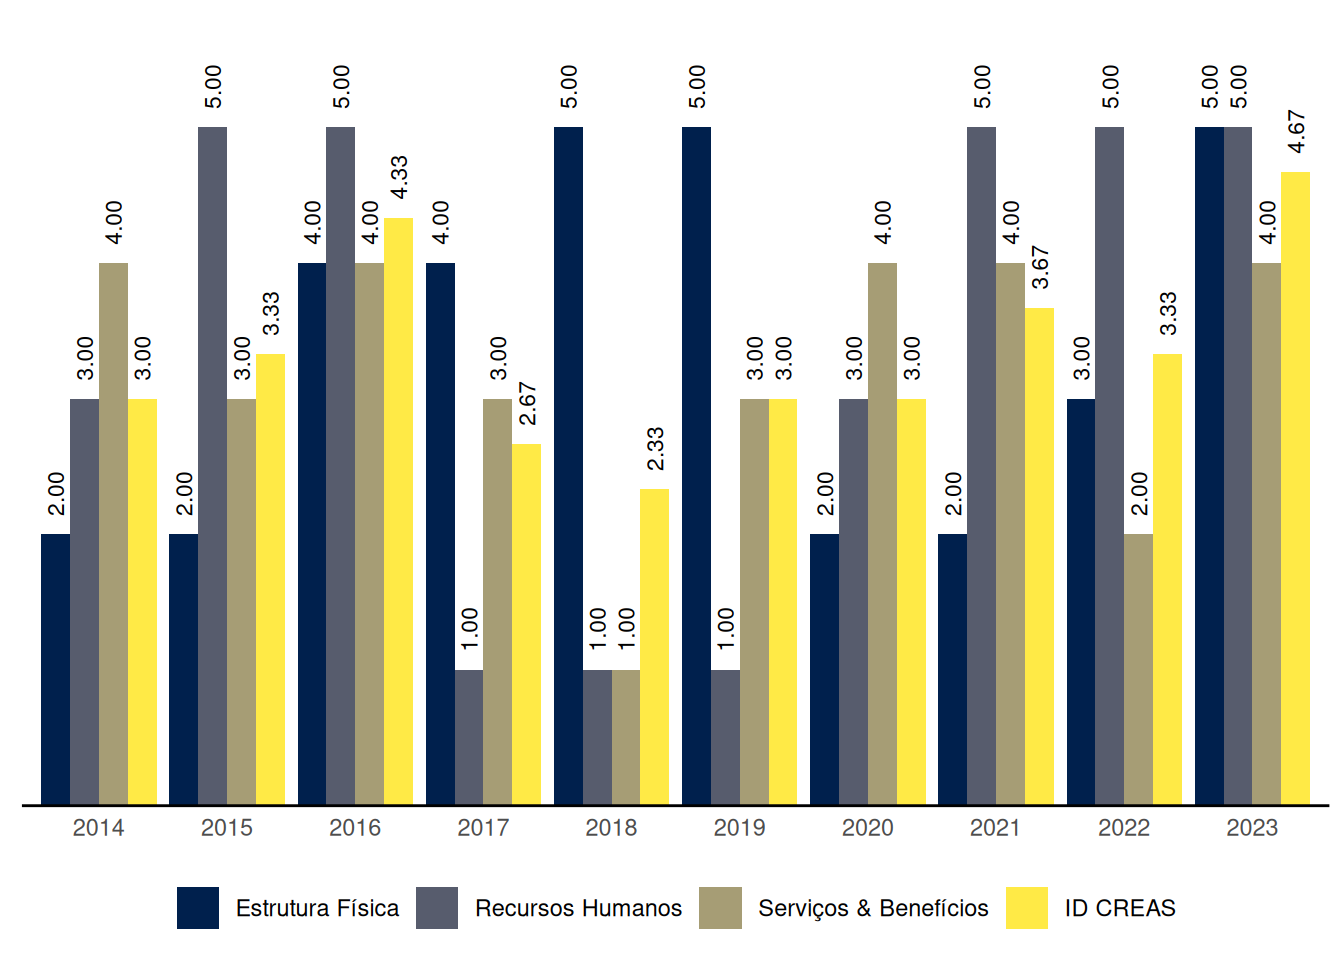 5.00 5.00 5.00 5.00 5.00 5.00 5.00 5.00
4.67
4.33
4.00 4.00 4.00 4.00 4.00 4.00 4.00
3.67
3.33 3.33
3.00 3.00 3.00 3.00 3.00 3.00 3.00 3.00 3.00
2.67
2.33
2.00 2.00 2.00 2.00 2.00
1.00 1.00 1.00 1.00
2014 2015 2016 2017 2018 2019 2020 2021 2022 2023
Estrutura Física Recursos Humanos Serviços & Benefícios ID CREAS